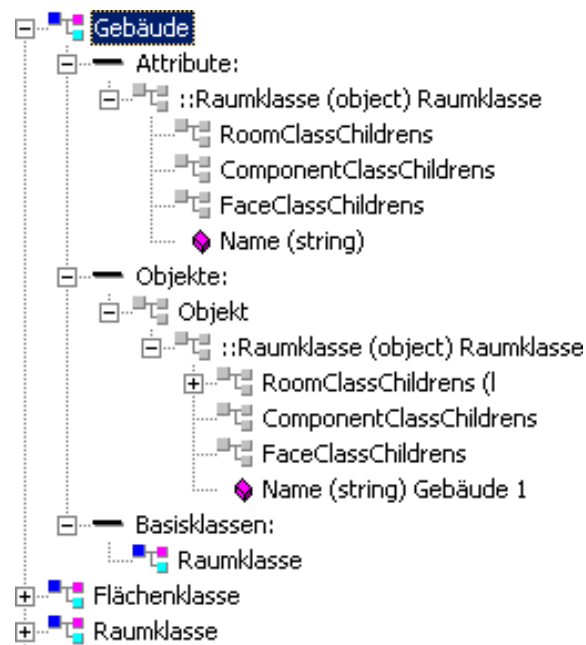 Gebäude
Attribute:
::Raumklasse (object) Raumklasse
RoomClassChildrens
ComponentClassChildrens
FaceClassChildrens
Name (string)
Objekte:
Objekt
::Raumklasse (object) Raumklasse
RoomClassChildrens (l
ComponentClassChildrens
FaceClassChildrens
Name (string) Gebäude 1
Basisklassen:
Raumklasse
Flächenklasse
Raumklasse